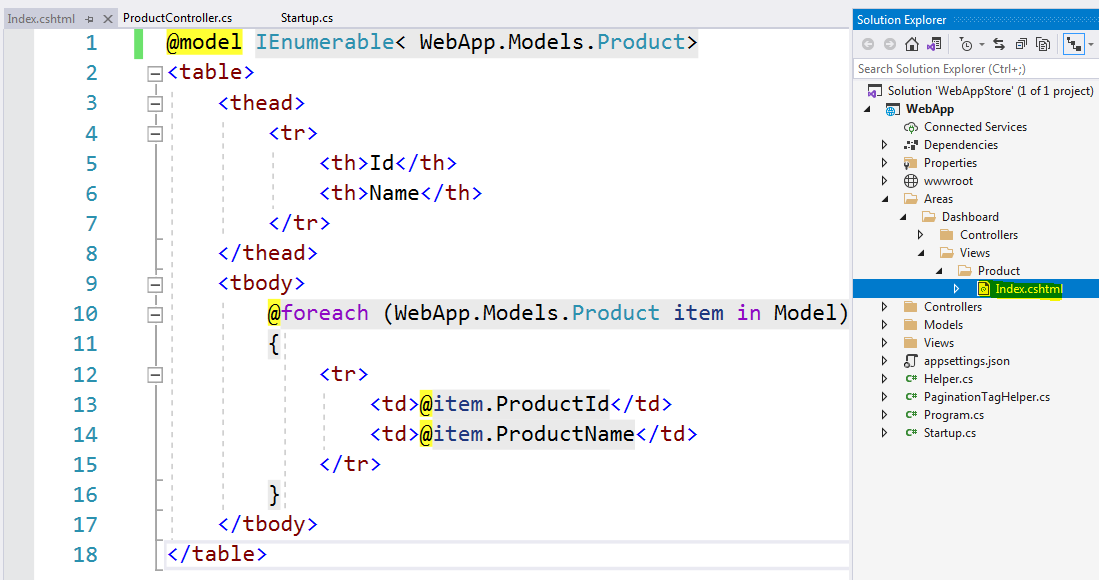 Index.cshtml ProductController.cs Startup.cs
1 @model IEnumerable< WebApp.Models.Product>
2 <table>
3 <thead>
4 <tr>
5 <th>Id</th>
6 <th>Name</th>
7 </tr>
8 </thead>
9 <tbody>
10 @foreach (WebApp.Models.Product item in Model)
11 {
12 <tr>
13 <td>@item.ProductId</td>
14 <td>@item.ProductName</td>
15 </tr>
16 }
17 </tbody>
18 </table>
Solution Explorer
Search Solution Explorer (Ctrl+;)
Solution 'WebAppStore' (1 of 1 project)
WebApp
Connected Services
Dependencies
Properties
wwwroot
Areas
Dashboard
Controllers
Views
Product
Index.cshtml
Controllers
Models
Views
appsettings.json
C# Helper.cs
C# PaginationTagHelper.cs
C# Program.cs
C# Startup.cs